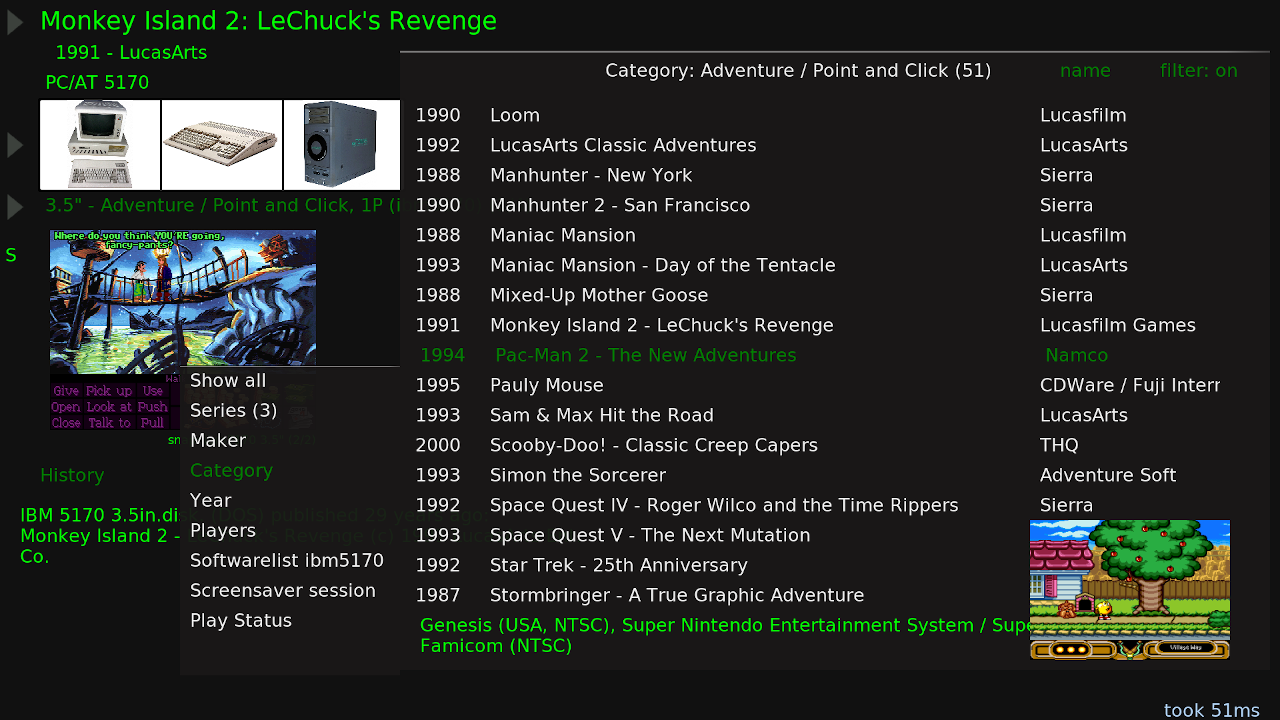 Monkey Island 2: LeChuck's Revenge
1991 - LucasArts
PC/AT 5170
3.5" - Adventure / Point and Click, 1P (i
Where do you think YOU'RE going,
fancy-pants?
S
Give Pick up Use
Open Look at Push
Close Talk to Pull
History
IBM 5170 3.5in.disk published 29 years ago
Monkey Island 2 -
Co.
Show all
Series (3)
Maker
Category
Year
Players
Softwarelist ibm5170
Screensaver session
Play Status
Category: Adventure / Point and Click (51) name filter: on
1990 Loom Lucasfilm
1992 LucasArts Classic Adventures LucasArts
1988 Manhunter - New York Sierra
1990 Manhunter 2 - San Francisco Sierra
1988 Maniac Mansion Lucasfilm
1993 Maniac Mansion - Day of the Tentacle LucasArts
1988 Mixed-Up Mother Goose Sierra
1991 Monkey Island 2 - LeChuck's Revenge Lucasfilm Games
1994 Pac-Man 2 - The New Adventures Namco
1995 Pauly Mouse CDWare / Fuji Interr
1993 Sam & Max Hit the Road LucasArts
2000 Scooby-Doo! - Classic Creep Capers THQ
1993 Simon the Sorcerer Adventure Soft
1992 Space Quest IV - Roger Wilco and the Time Rippers Sierra
1993 Space Quest V - The Next Mutation
1992 Star Trek - 25th Anniversary
1987 Stormbringer - A True Graphic Adventure
Genesis (USA, NTSC), Super Nintendo Entertainment System / Supe
Famicom (NTSC)
Village Way
took 51ms